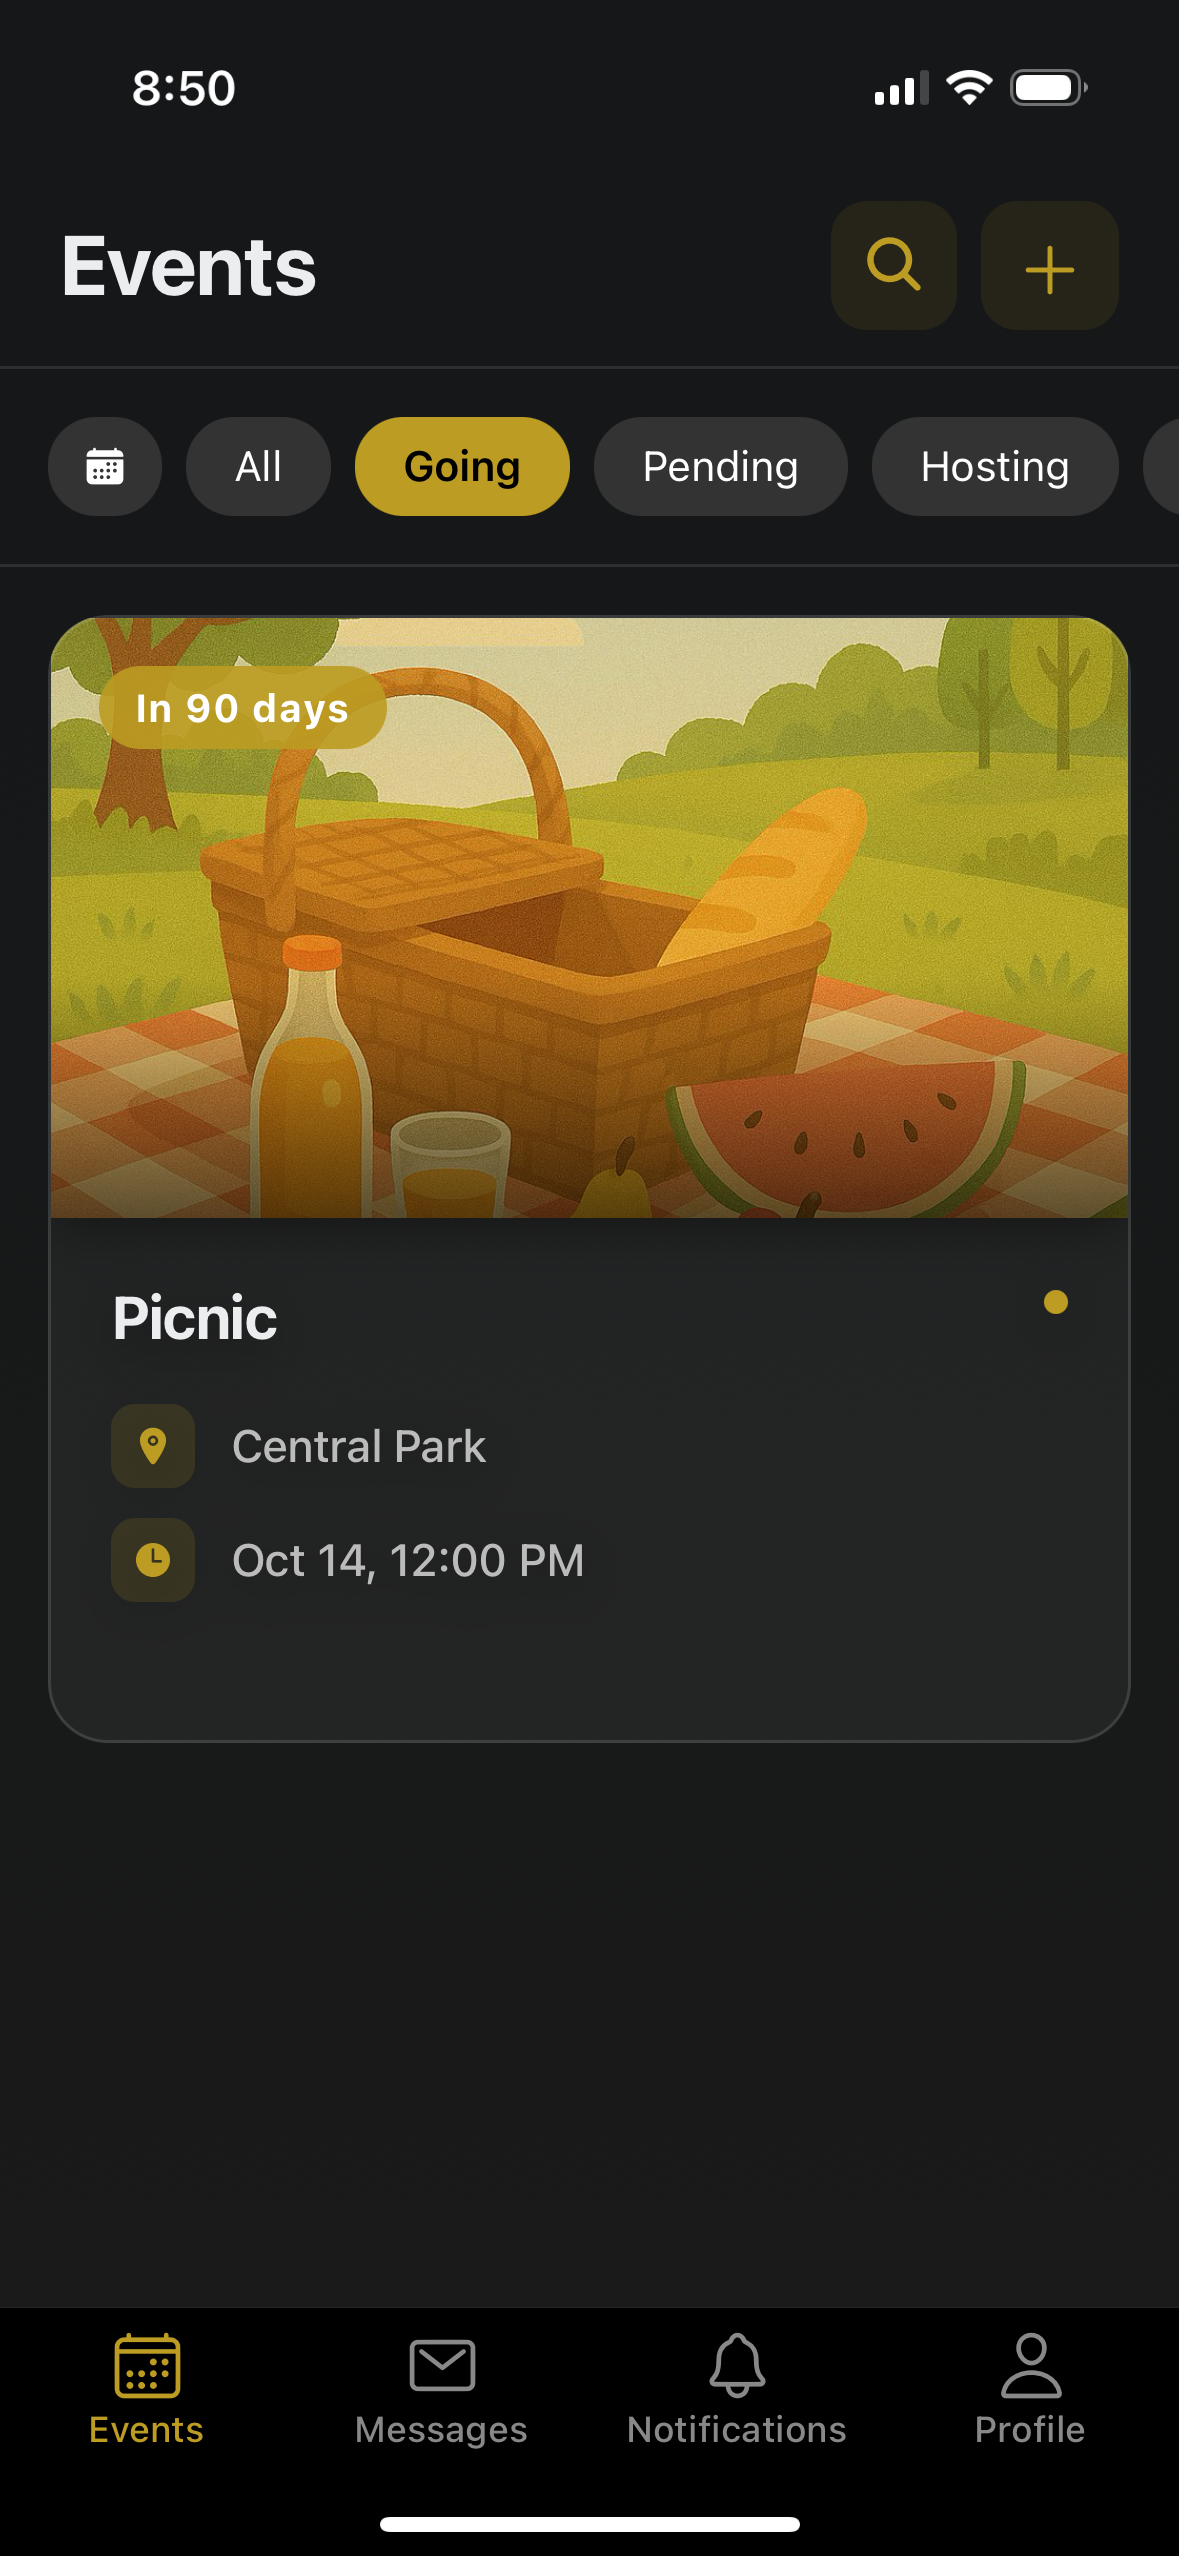 8:50
Events
All
Going
Pending
Hosting
In 90 days
Picnic
Central Park
Oct 14, 12:00 PM
Events
Messages
Notifications
Profile